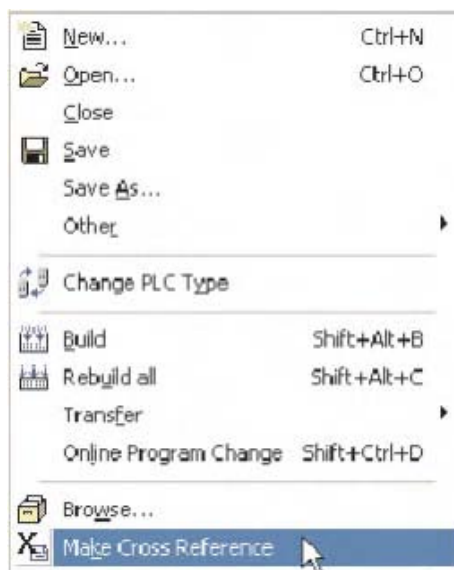 New... Ctrl+N
Open... Ctrl+O
Close
Save
Save As...
Other
Change PLC Type
Build Shift+Alt+B
Rebuild all Shift+Alt+C
Transfer
Online Program Change Shift+Ctrl+D
Browse...
Make Cross Reference